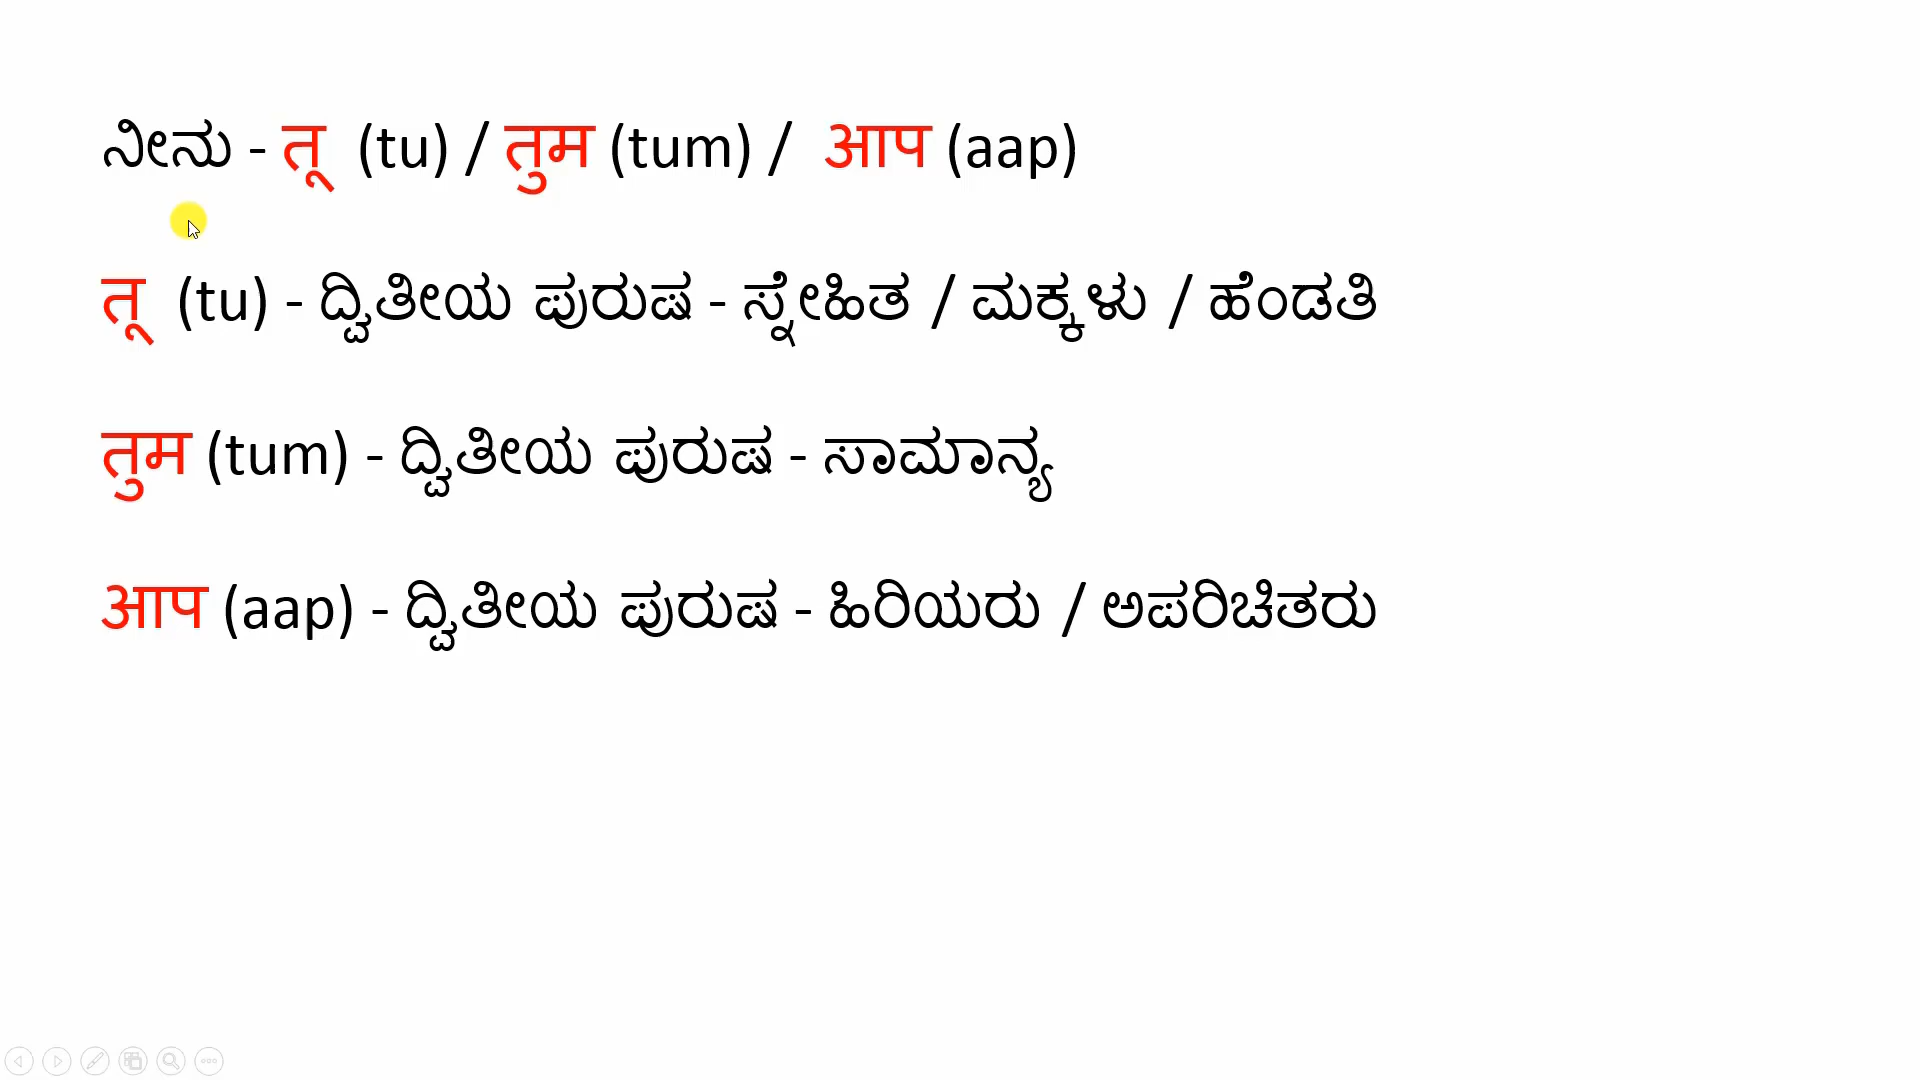 ನೀನು - तू (tu) / तुम (tum) / आप (aap)
तू (tu) - ದ್ವಿತೀಯ ಪುರುಷ - ಸ್ನೇಹಿತ / ಮಕ್ಕಳು / ಹೆಂಡತಿ
तुम (tum) - ದ್ವಿತೀಯ ಪುರುಷ - ಸಾಮಾನ್ಯ
आप (aap) - ದ್ವಿತೀಯ ಪುರುಷ - ಹಿರಿಯರು / ಅಪರಿಚಿತರು